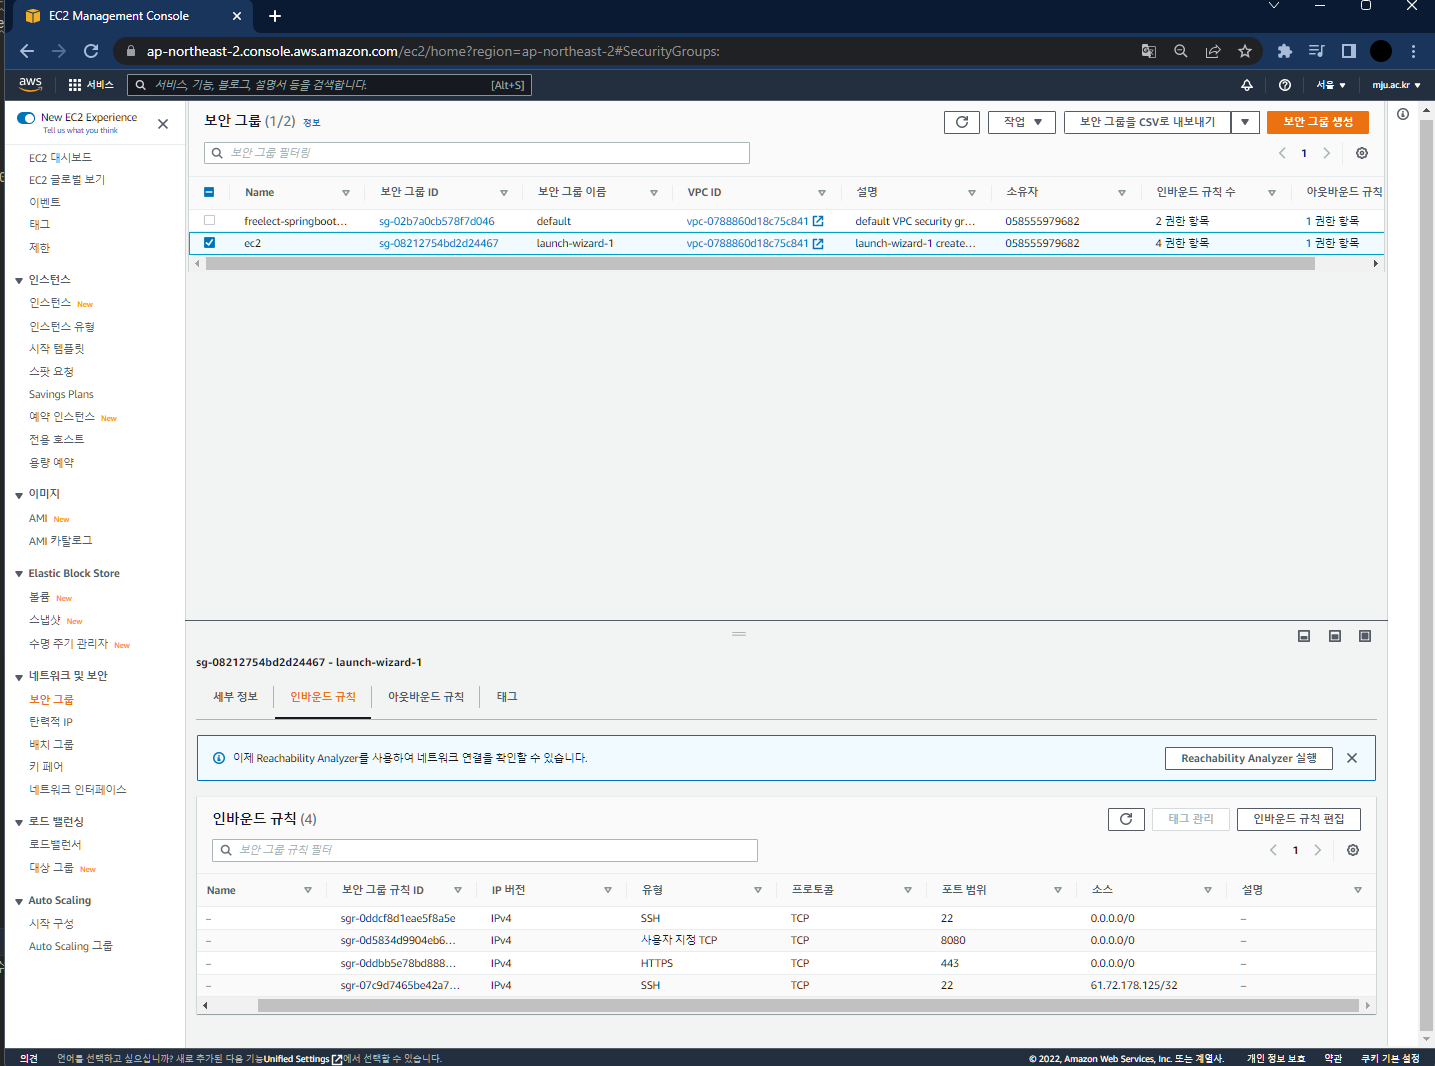 EC2 Management Console
ap-northeast-2.console.aws.amazon.com/ec2/home?region=ap-northeast-2#SecurityGroups:
aws 서비스 서비스, 기능, 블로그, 설명서 등을 검색합니다. [Alt+S] 서울 mju.ac.kr
New EC2 Experience
Tell us what you think
EC2 대시보드
EC2 글로벌 보기
이벤트
태그
제한
인스턴스
인스턴스 New
인스턴스 유형
시작 템플릿
스팟 요청
Savings Plans
예약 인스턴스 New
전용 호스트
용량 예약
이미지
AMI New
AMI 카탈로그
Elastic Block Store
볼륨 New
스냅샷 New
수명 주기 관리자 New
네트워크 및 보안
보안 그룹
탄력적 IP
배치 그룹
키 페어
네트워크 인터페이스
로드 밸런싱
로드밸런서
대상 그룹 New
Auto Scaling
시작 구성
Auto Scaling 그룹
보안 그룹 (1/2) 정보 작업 보안 그룹을 CSV로 내보내기 보안 그룹 생성
보안 그룹 필터링 1
Name 보안 그룹 ID 보안 그룹 이름 VPC ID 설명 소유자 인바운드 규칙 수 아웃바운드 규칙
freelect-springboot... sg-02b7a0cb578f7d046 default vpc-0788860d18c75c841 default VPC security gr... 058555979682 2 권한 항목 1 권한 항목
ec2 sg-08212754bd2d24467 launch-wizard-1 vpc-0788860d18c75c841 launch-wizard-1 create... 058555979682 4 권한 항목 1 권한 항목
sg-08212754bd2d24467 - launch-wizard-1
세부 정보 인바운드 규칙 아웃바운드 규칙 태그
이제 Reachability Analyzer를 사용하여 네트워크 연결을 확인할 수 있습니다. Reachability Analyzer 실행
인바운드 규칙 (4) 태그 관리 인바운드 규칙 편집
보안 그룹 규칙 필터 1
Name 보안 그룹 규칙 ID IP 버전 유형 프로토콜 포트 범위 소스 설명
– sgr-0ddcf8d1eae5f8a5e IPv4 SSH TCP 22 0.0.0.0/0 –
– sgr-0d5834d9904eb6... IPv4 사용자 지정 TCP TCP 8080 0.0.0.0/0 –
– sgr-0ddbb5e78bd888... IPv4 HTTPS TCP 443 0.0.0.0/0 –
– sgr-07c9d7465be42a7... IPv4 SSH TCP 22 61.72.178.125/32 –
의견 언어를 선택하고 싶으십니까? 새로 추가된 다음 기능Unified Settings에서 선택할 수 있습니다. © 2022, Amazon Web Services, Inc. 또는 계열사. 개인 정보 보호 약관 쿠키 기본 설정